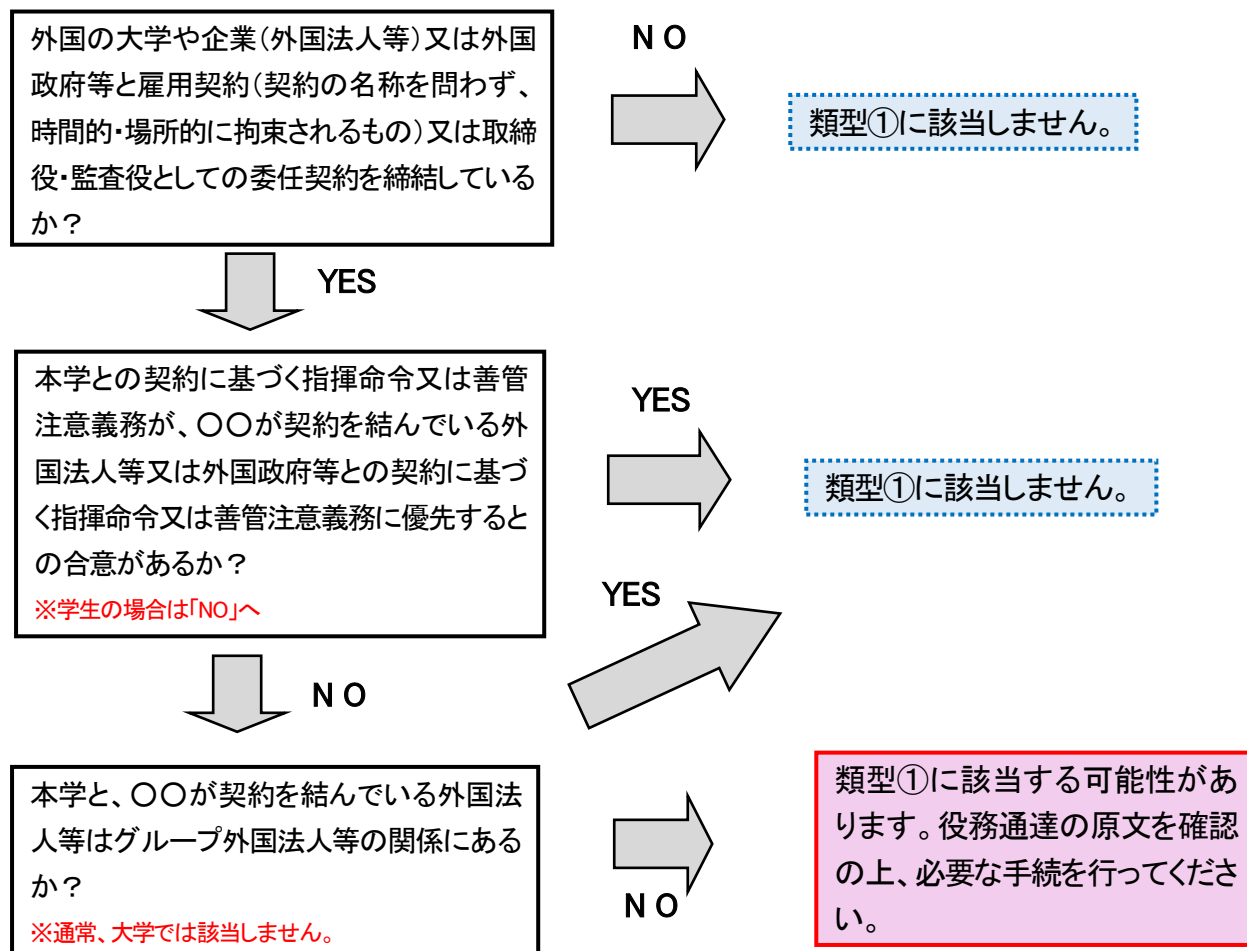 外国の大学や企業(外国法人等)又は外国
政府等と雇用契約(契約の名称を問わず、
時間的・場所的に拘束されるもの)又は取締
役・監査役としての委任契約を締結している
か?
NO
類型①に該当しません。
YES
本学との契約に基づく指揮命令又は善管
注意義務が、〇〇が契約を結んでいる外
国法人等又は外国政府等との契約に基づ
く指揮命令又は善管注意義務に優先すると
の合意があるか?
※学生の場合は「NO」へ
YES
類型①に該当しません。
YES
NO
本学と、〇〇が契約を結んでいる外国法
人等はグループ外国法人等の関係にある
か?
※通常、大学では該当しません。
NO
類型①に該当する可能性があ
ります。役務通達の原文を確認
の上、必要な手続を行ってくださ
い。